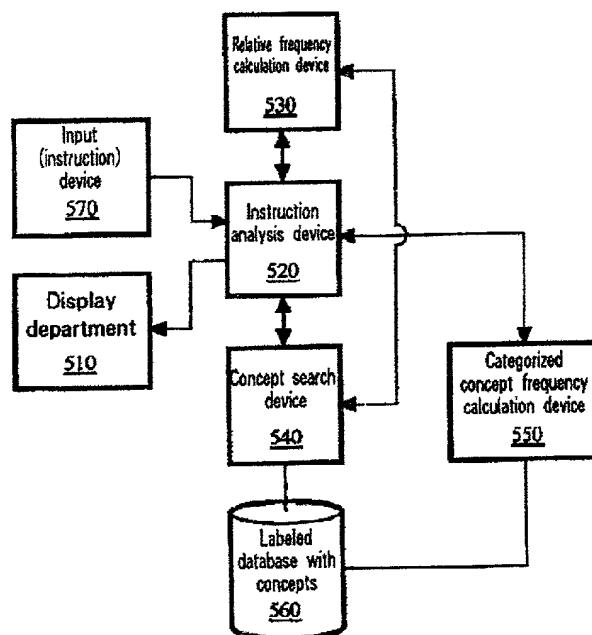 Relative frequency
calculation device
530
Input
(instruction)
device
570
Instruction
analysis device
520
Display
department
510
Concept search
device
540
Categorized
concept frequency
calculation device
550
Labeled
database with
concepts
560